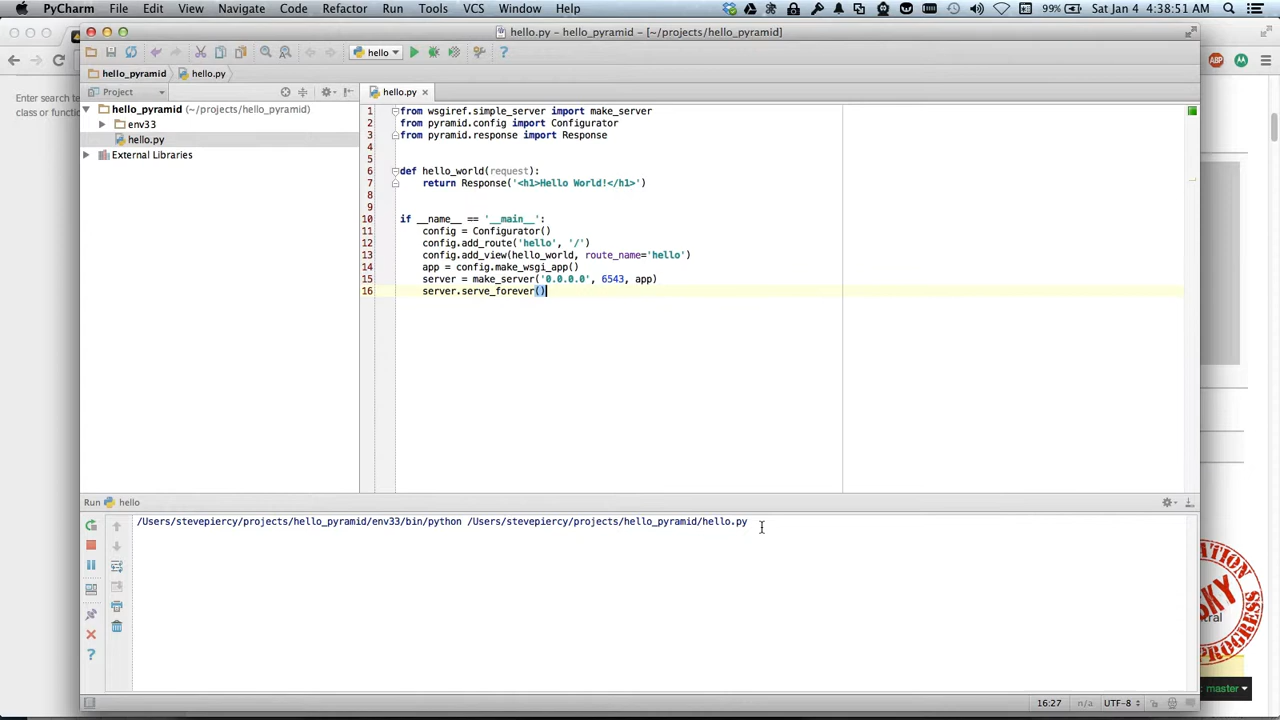 PyCharm File Edit View Navigate Code Refactor Run Tools VCS Window Help 99% Sat Jan 4 4:38:51 AM
hello.py – hello_pyramid – [~/projects/hello_pyramid]
hello
hello_pyramid hello.py
Project
hello.py
Enter search te
class or functio
hello_pyramid (~/projects/hello_pyramid)
env33
hello.py
External Libraries
1 from wsgiref.simple_server import make_server
2 from pyramid.config import Configurator
3 from pyramid.response import Response
4
5
6 def hello_world(request):
7 return Response('<h1>Hello World!</h1>')
8
9
10 if __name__ == '__main__':
11 config = Configurator()
12 config.add_route('hello', '/')
13 config.add_view(hello_world, route_name='hello')
14 app = config.make_wsgi_app()
15 server = make_server('0.0.0.0', 6543, app)
16 server.serve_forever()
ABP
Run hello
/Users/stevepiercy/projects/hello_pyramid/env33/bin/python /Users/stevepiercy/projects/hello_pyramid/hello.py
ATION
SKY
ntral
PROGRESS
: master
16:27 n/a UTF-8